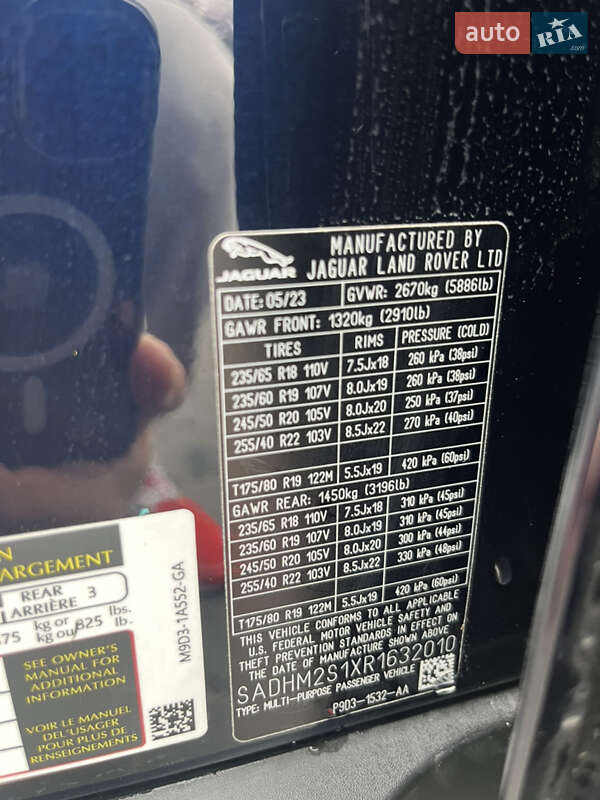 auto RIA.com
JAGUAR
MANUFACTURED BY
JAGUAR LAND ROVER LTD
DATE: 05/23 GVWR: 2670kg (5886lb)
GAWR FRONT: 1320kg (2910lb)
TIRES RIMS PRESSURE (COLD)
235/65 R18 110V 7.5Jx18 260 kPa (38psi)
235/60 R19 107V 8.0Jx19 260 kPa (38psi)
245/50 R20 105V 8.0Jx20 250 kPa (37psi)
255/40 R22 103V 8.5Jx22 270 kPa (40psi)
T175/80 R19 122M 5.5Jx19 420 kPa (60psi)
GAWR REAR: 1450kg (3196lb)
235/65 R18 110V 7.5Jx18 310 kPa (45psi)
235/60 R19 107V 8.0Jx19 310 kPa (45psi)
245/50 R20 105V 8.0Jx20 300 kPa (44psi)
255/40 R22 103V 8.5Jx22 330 kPa (48psi)
T175/80 R19 122M 5.5Jx19 420 kPa (60psi)
THIS VEHICLE CONFORMS TO ALL APPLICABLE
U.S. FEDERAL MOTOR VEHICLE SAFETY AND
THEFT PREVENTION STANDARDS IN EFFECT ON
THE DATE OF MANUFACTURE SHOWN ABOVE
SADHM2S1XR1632010
TYPE: MULTI-PURPOSE PASSENGER VEHICLE
P9D3-1532-AA
N
ARGEMENT
REAR 3
ARRIÈRE
75 kg or 825 lbs.
kg ou lb.
SEE OWNER'S
MANUAL FOR
ADDITIONAL
INFORMATION
VOIR LE MANUEL
DEL'USAGER
POUR PLUS DE
RENSEIGNEMENTS
M9D3-1A552-GA